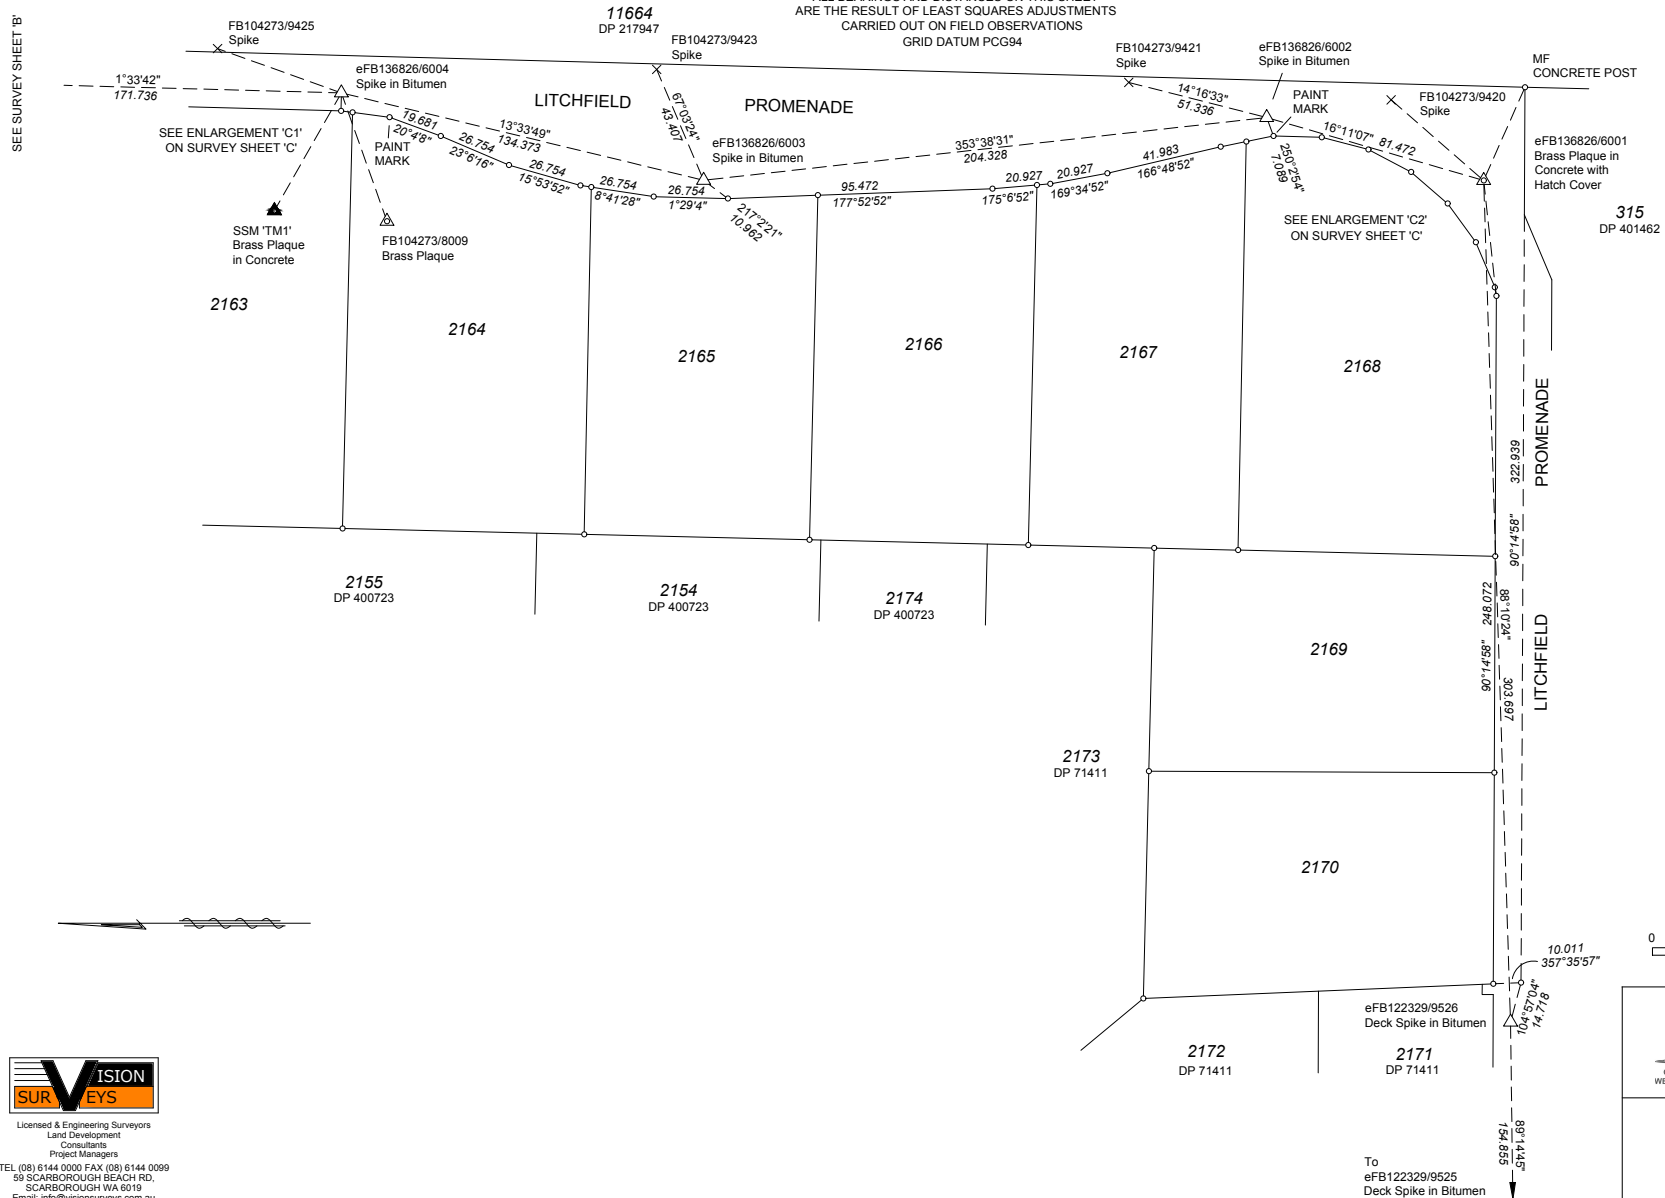 SEE SURVEY SHEET 'B'
11664
DP 217947
ARE THE RESULT OF LEAST SQUARES ADJUSTMENTS
CARRIED OUT ON FIELD OBSERVATIONS
GRID DATUM PCG94
FB104273/9425
Spike
FB104273/9423
Spike
FB104273/9421
Spike
eFB136826/6002
Spike in Bitumen
MF
CONCRETE POST
eFB136826/6004
Spike in Bitumen
1°33'42"
171.736
LITCHFIELD
PROMENADE
14°16'33"
51.336
PAINT
MARK
FB104273/9420
Spike
SEE ENLARGEMENT 'C1'
ON SURVEY SHEET 'C'
19.681
20°4'8"
PAINT
MARK
13°33'49"
134.373
67°03'24"
43.407
eFB136826/6003
Spike in Bitumen
353°38'31"
204.328
16°11'07"
81.472
eFB136826/6001
Brass Plaque in
Concrete with
Hatch Cover
26.754
23°6'16"
26.754
15°53'52"
26.754
8°41'28"
26.754
1°29'4"
217°2'21"
10.962
95.472
177°52'52"
20.927
175°6'52"
20.927
169°34'52"
41.983
166°48'52"
250°2'54"
7.089
SEE ENLARGEMENT 'C2'
ON SURVEY SHEET 'C'
315
DP 401462
SSM 'TM1'
Brass Plaque
in Concrete
FB104273/8009
Brass Plaque
2163
2164
2165
2166
2167
2168
PROMENADE
322.939
90°14'58"
2155
DP 400723
2154
DP 400723
2174
DP 400723
248.072
90°14'58"
88°10'24"
303.697
LITCHFIELD
2169
2173
DP 71411
2170
10.011
357°35'57"
0
eFB122329/9526
Deck Spike in Bitumen
104°57'04"
14.718
2172
DP 71411
2171
DP 71411
VISION
SURVEYS
Licensed & Engineering Surveyors
Land Development
Consultants
Project Managers
TEL (08) 6144 0000 FAX (08) 6144 0099
59 SCARBOROUGH BEACH RD,
SCARBOROUGH WA 6019
89°14'45"
154.855
To
eFB122329/9525
Deck Spike in Bitumen